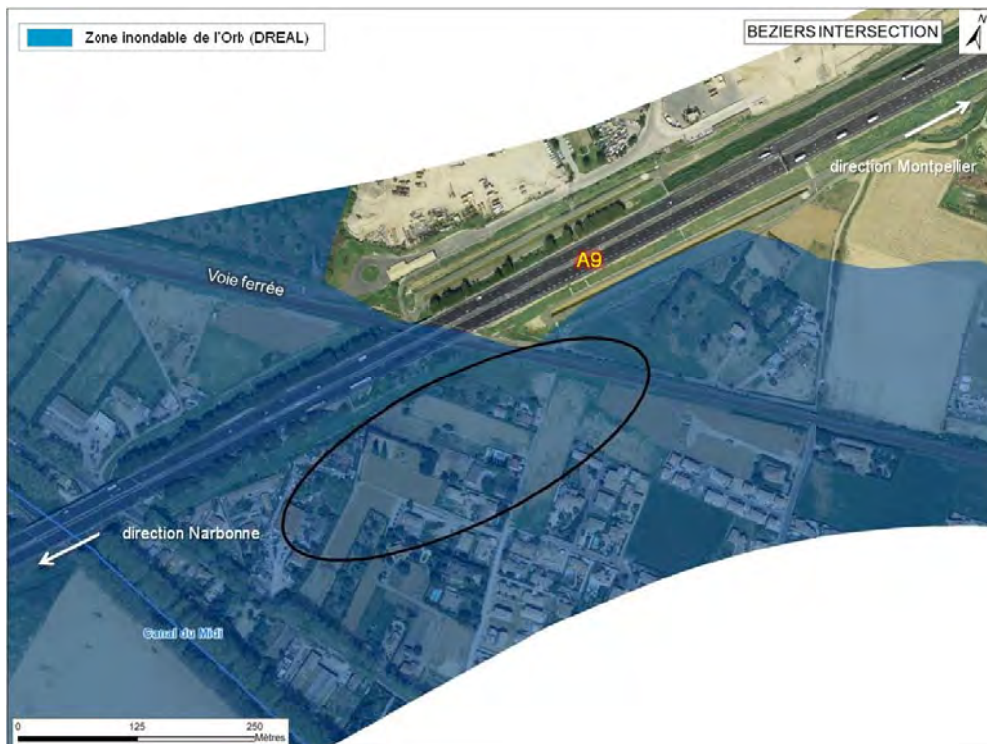 Zone inondable de l'Orb (DREAL)
BEZIERS INTERSECTION
N
direction Montpellier
A9
Voie ferrée
direction Narbonne
Canal du Midi
0 125 250
Mètres